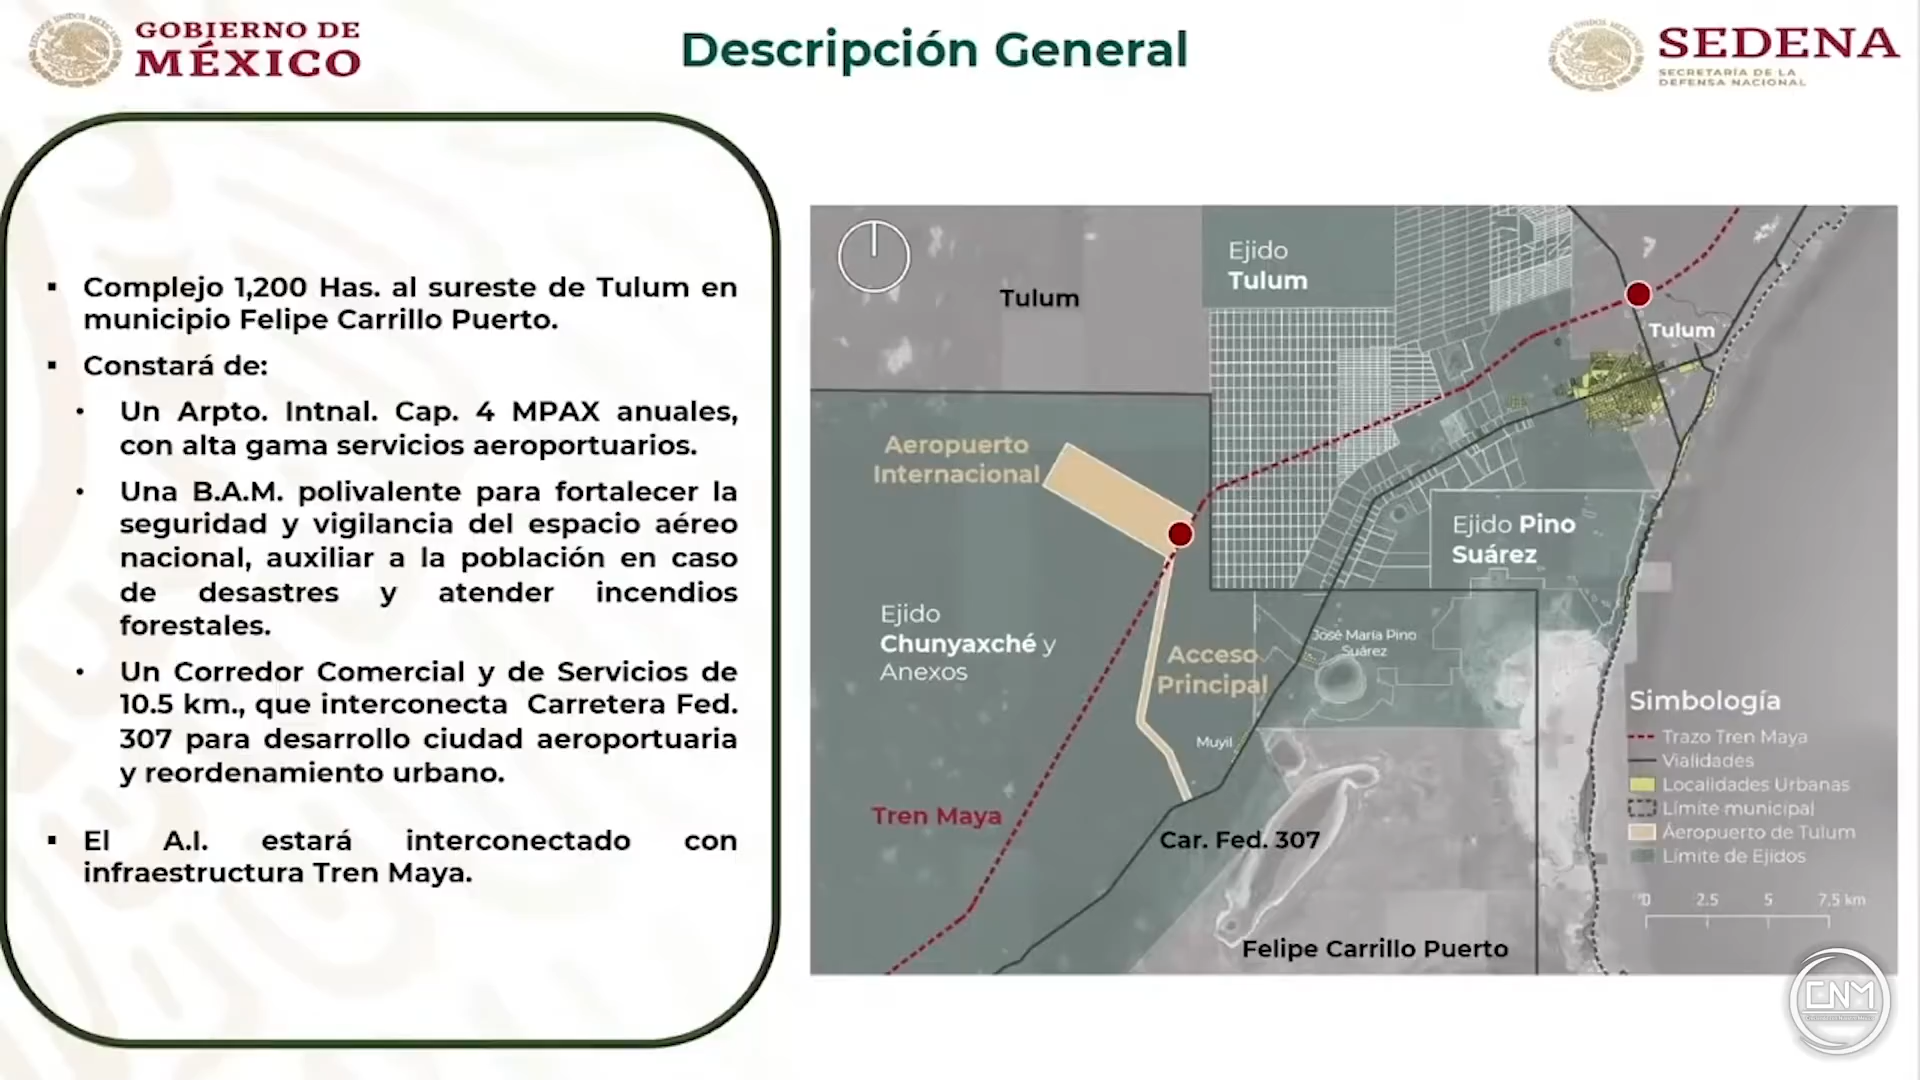 GOBIERNO DE
MÉXICO
Descripción General
SEDENA
SECRETARÍA DE LA
DEFENSA NACIONAL
▪ Complejo 1,200 Has. al sureste de Tulum en
municipio Felipe Carrillo Puerto.
▪ Constará de:
• Un Arpto. Intnal. Cap. 4 MPAX anuales,
con alta gama servicios aeroportuarios.
• Una B.A.M. polivalente para fortalecer la
seguridad y vigilancia del espacio aéreo
nacional, auxiliar a la población en caso
de desastres y atender incendios
forestales.
• Un Corredor Comercial y de Servicios de
10.5 km., que interconecta Carretera Fed.
307 para desarrollo ciudad aeroportuaria
y reordenamiento urbano.
▪ El A.I. estará interconectado con
infraestructura Tren Maya.
Tulum
Ejido
Tulum
Tulum
Aeropuerto
Internacional
Ejido Pino
Suárez
Ejido
Chunyaxché y
Anexos
Acceso
Principal
José María Pino
Suárez
Muyil
Tren Maya
Car. Fed. 307
Felipe Carrillo Puerto
Simbología
Trazo Tren Maya
Vialidades
Localidades Urbanas
Límite municipal
Aeropuerto de Tulum
Límite de Ejidos
0 2.5 5 7.5 km
CNM